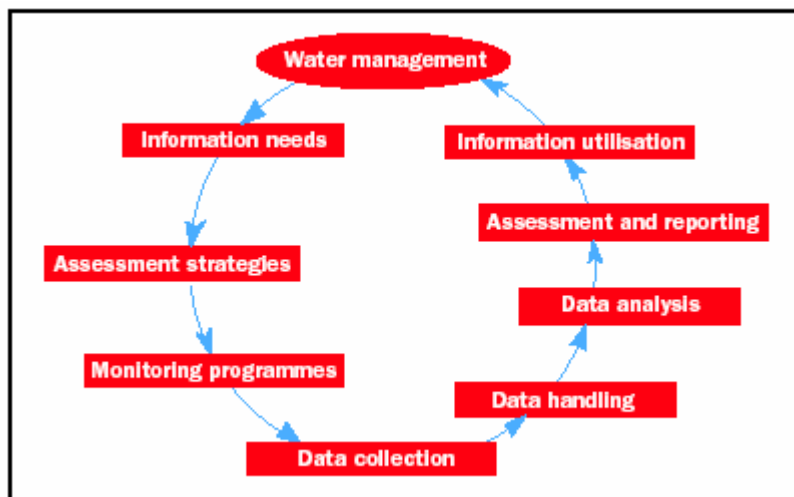 Water management
Information needs
Assessment strategies
Monitoring programmes
Data collection
Data handling
Data analysis
Assessment and reporting
Information utilisation